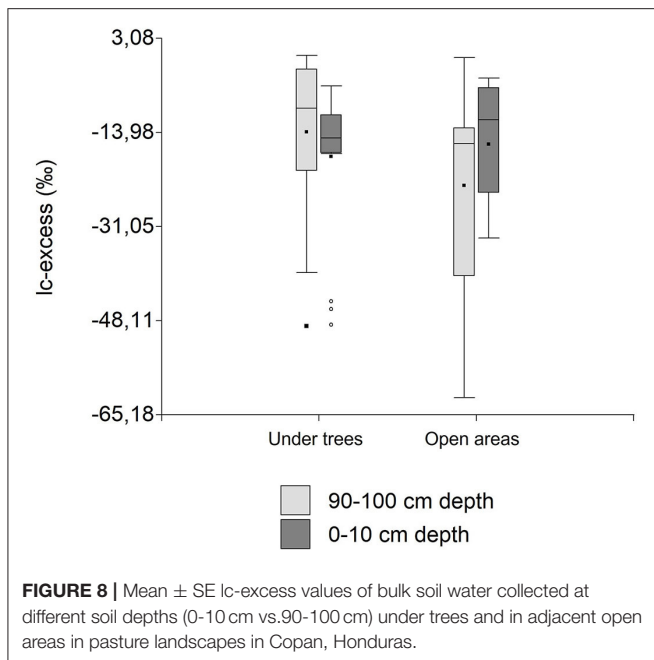 3,08
-13,98
-31,05
-48,11
-65,18
lc-excess (‰)
Under trees
Open areas
90-100 cm depth
0-10 cm depth
FIGURE 8 | Mean ± SE lc-excess values of bulk soil water collected at
different soil depths (0-10 cm vs.90-100 cm) under trees and in adjacent open
areas in pasture landscapes in Copan, Honduras.